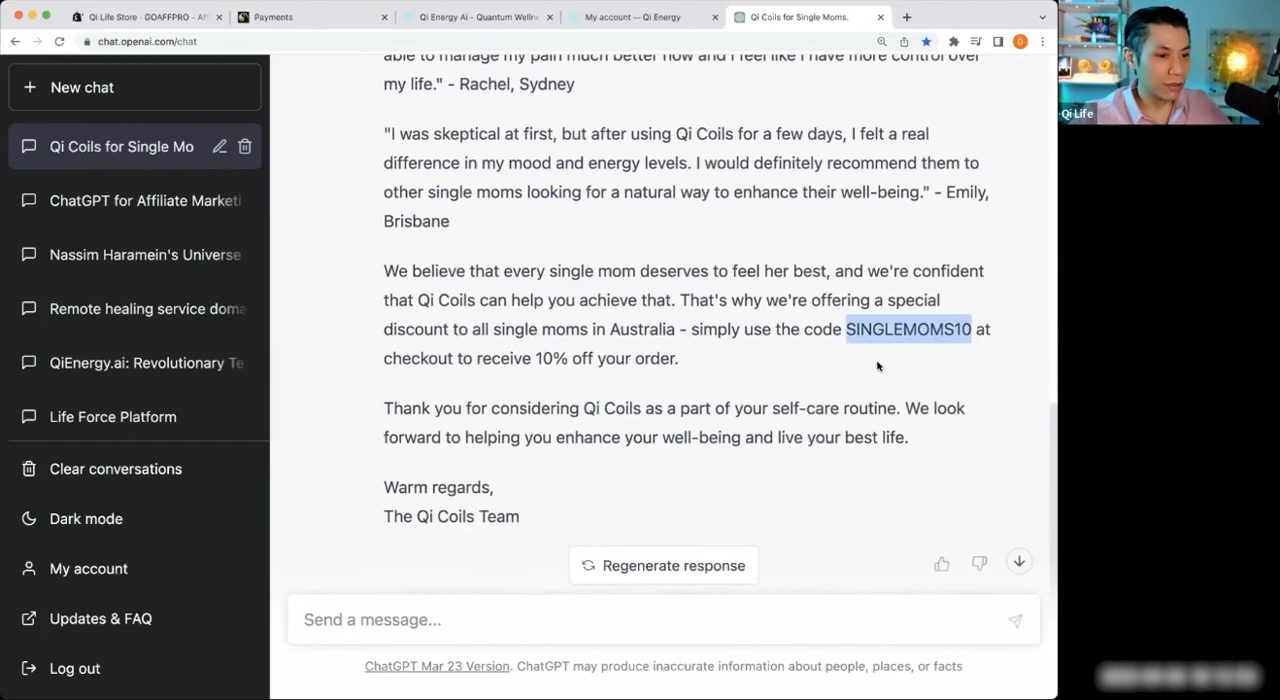 Qi Life Store - GOAFFPRO - Af
Payments
Qi Energy Ai - Quantum Welln
My account — Qi Energy
Qi Coils for Single Moms.
chat.openai.com/chat
New chat
Qi Coils for Single Mo
ChatGPT for Affiliate Marketi
Nassim Haramein's Universe
Remote healing service doma
QiEnergy.ai: Revolutionary Te
Life Force Platform
Clear conversations
Dark mode
My account
Updates & FAQ
Log out
able to manage my pain much better now and I feel like I have more control over
my life." - Rachel, Sydney
"I was skeptical at first, but after using Qi Coils for a few days, I felt a real
difference in my mood and energy levels. I would definitely recommend them to
other single moms looking for a natural way to enhance their well-being." - Emily,
Brisbane
We believe that every single mom deserves to feel her best, and we're confident
that Qi Coils can help you achieve that. That's why we're offering a special
discount to all single moms in Australia - simply use the code SINGLEMOMS10 at
checkout to receive 10% off your order.
Thank you for considering Qi Coils as a part of your self-care routine. We look
forward to helping you enhance your well-being and live your best life.
Warm regards,
The Qi Coils Team
Regenerate response
Send a message...
ChatGPT Mar 23 Version. ChatGPT may produce inaccurate information about people, places, or facts
Qi Life